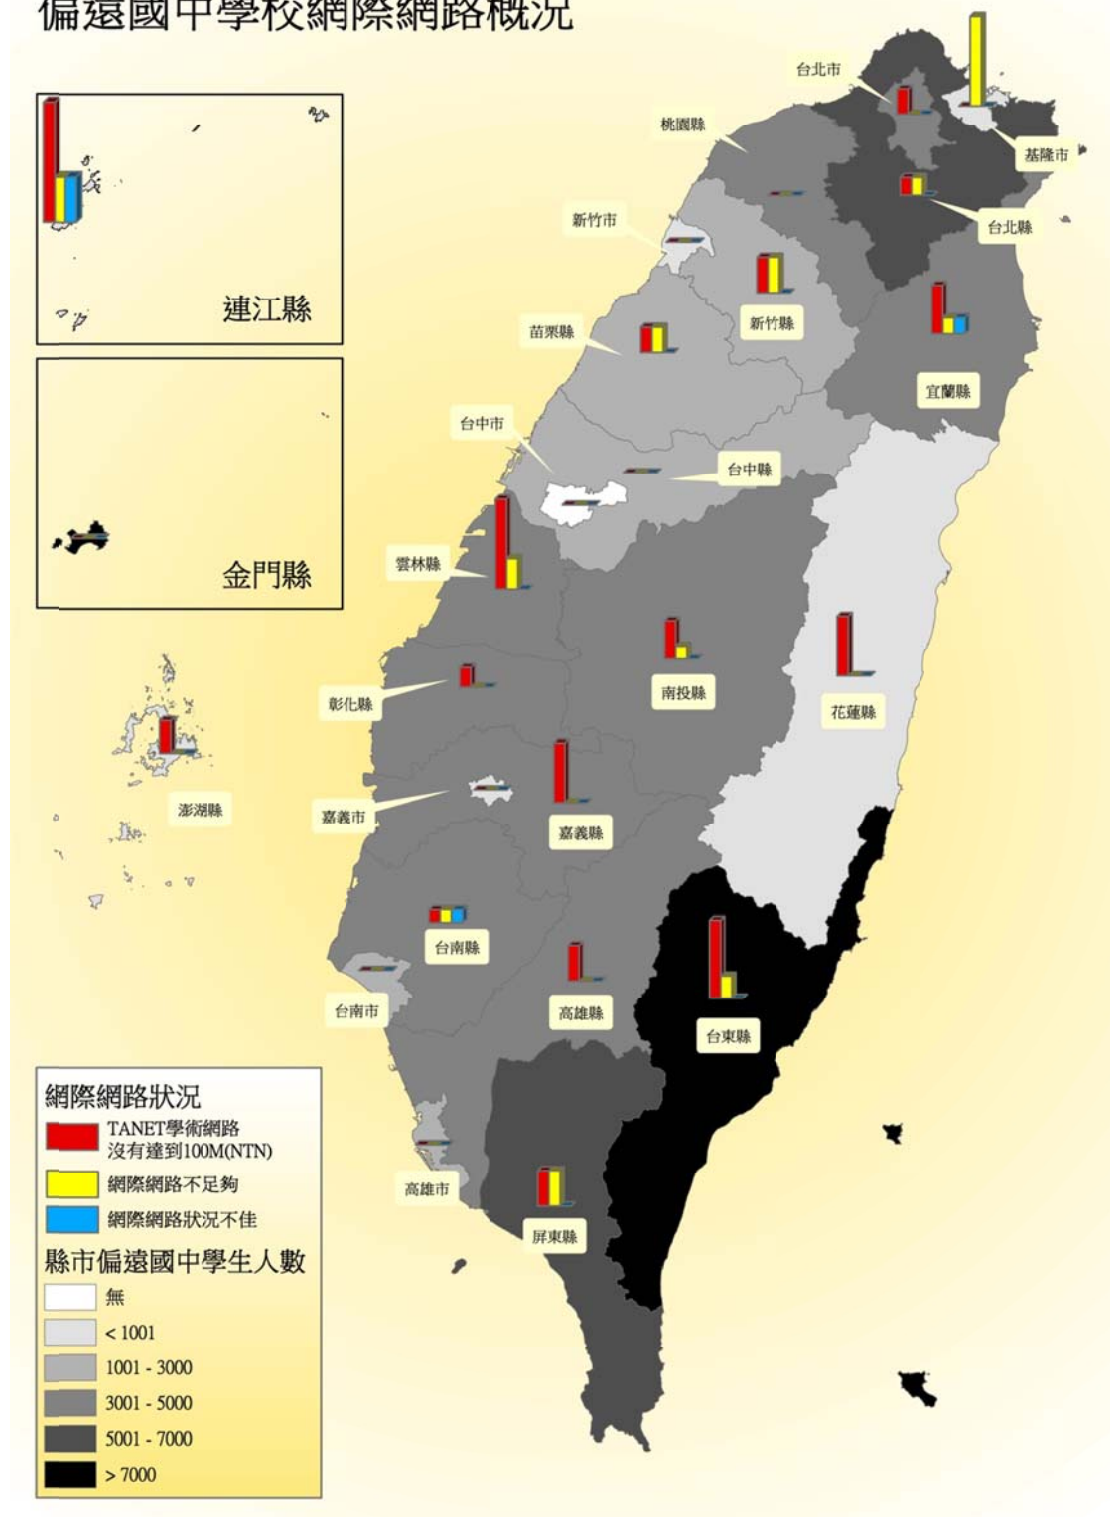 偏遠國中學校網際網路概況
連江縣
金門縣
台北市
桃園縣
基隆市
新竹市
台北縣
新竹縣
苗栗縣
宜蘭縣
台中市
台中縣
雲林縣
南投縣
彰化縣
花蓮縣
澎湖縣
嘉義市
嘉義縣
台南縣
台南市
高雄縣
台東縣
高雄市
屏東縣
網際網路狀況
TANET學術網路
沒有達到100M(NTN)
網際網路不足夠
網際網路狀況不佳
縣市偏遠國中學生人數
無
< 1001
1001 - 3000
3001 - 5000
5001 - 7000
> 7000